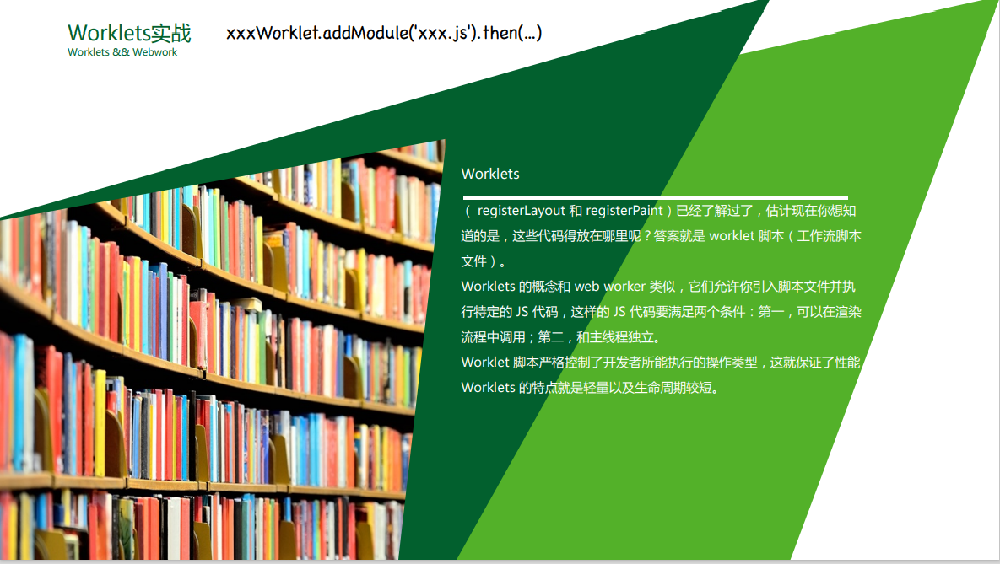 Worklets实战
xxxWorklet.addModule('xxx.js').then(...)
Worklets && Webwork
Worklets
（ registerLayout 和 registerPaint）已经了解过了，估计现在你想知
道的是，这些代码得放在哪里呢？答案就是 worklet 脚本（工作流脚本
文件）。
Worklets 的概念和 web worker 类似，它们允许你引入脚本文件并执
行特定的 JS 代码，这样的 JS 代码要满足两个条件：第一，可以在渲染
流程中调用；第二，和主线程独立。
Worklet 脚本严格控制了开发者所能执行的操作类型，这就保证了性能
Worklets 的特点就是轻量以及生命周期较短。